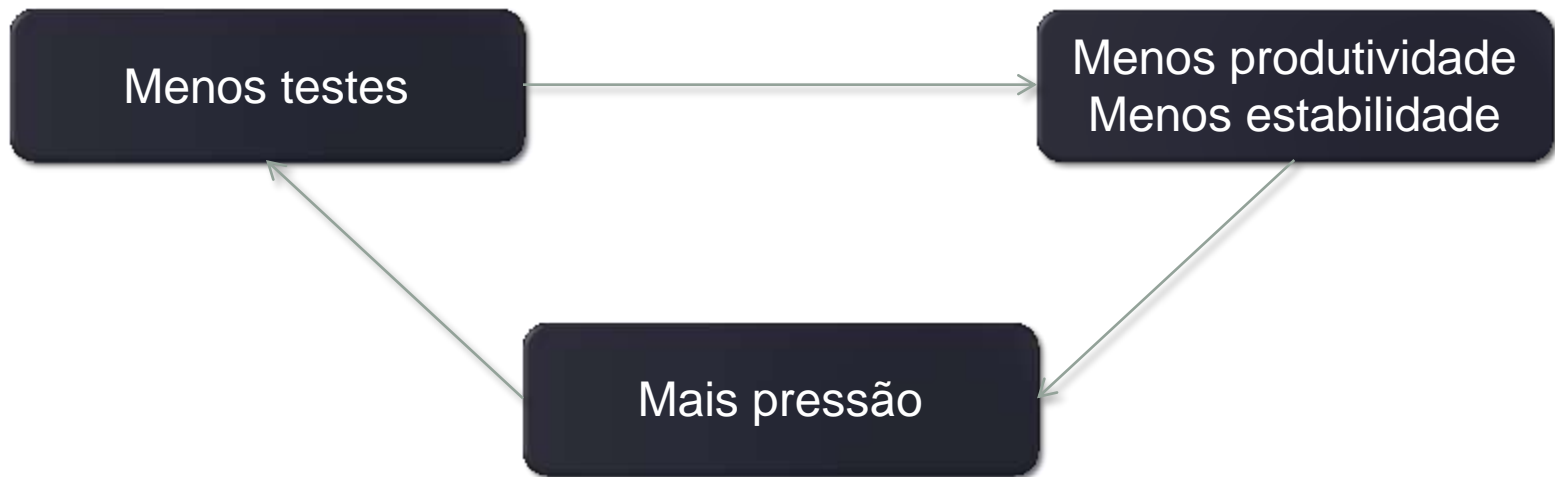 Menos testes
Menos produtividade
Menos estabilidade
Mais pressão